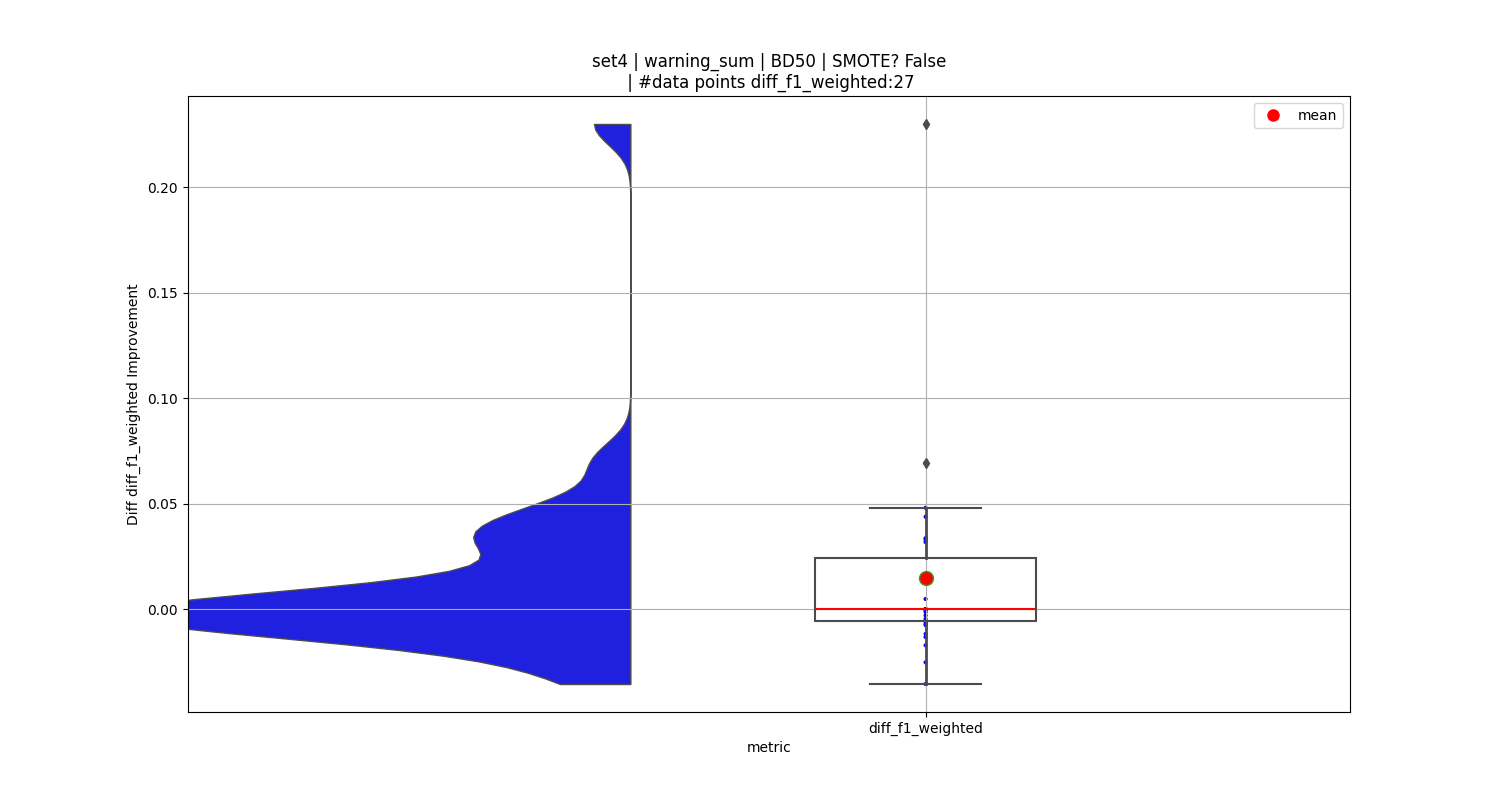 set4 | warning_sum | BD50 | SMOTE? False
| #data points diff_f1_weighted:27
mean
0.20
0.15
0.10
0.05
0.00
Diff diff_f1_weighted Improvement
diff_f1_weighted
metric